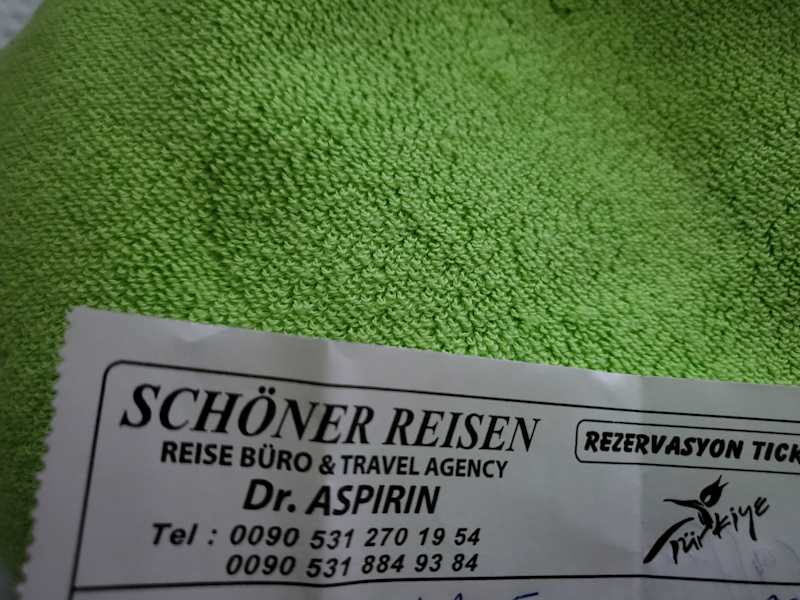 SCHÖNER REISEN
REISE BÜRO & TRAVEL AGENCY
Dr. ASPIRIN
Tel : 0090 531 270 19 54
0090 531 884 93 84
REZERVASYON TICK
Türkiye